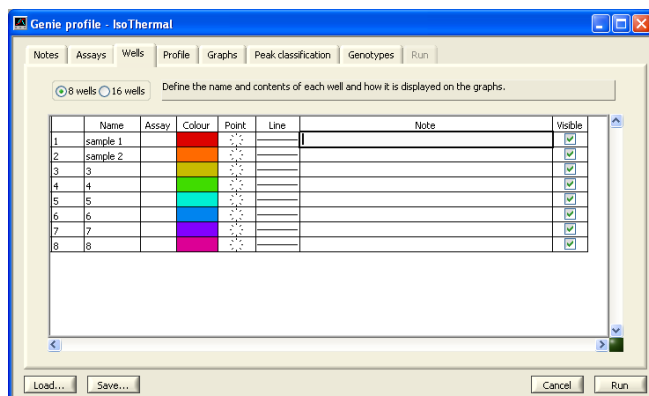 Genie profile - IsoThermal
Notes Assays Wells Profile Graphs Peak classification Genotypes Run
8 wells 16 wells Define the name and contents of each well and how it is displayed on the graphs.
Name Assay Colour Point Line Note Visible
1 sample 1
2 sample 2
3 3
4 4
5 5
6 6
7 7
8 8
Load... Save... Cancel Run